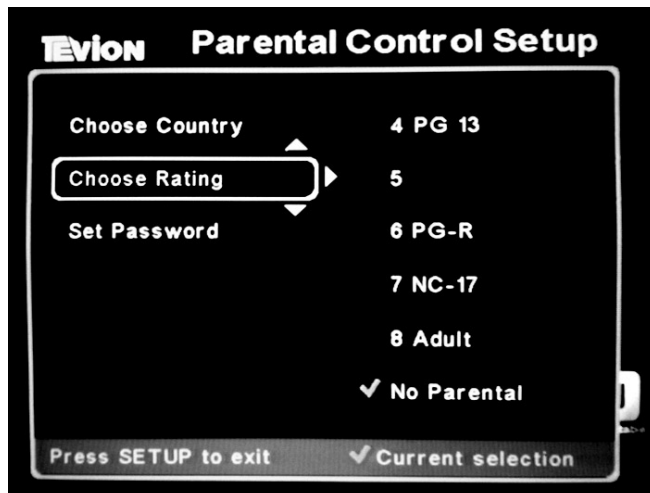 TEVION Parental Control Setup
Choose Country
Choose Rating
Set Password
4 PG 13
5
6 PG-R
7 NC-17
8 Adult
No Parental
Press SETUP to exit
Current selection